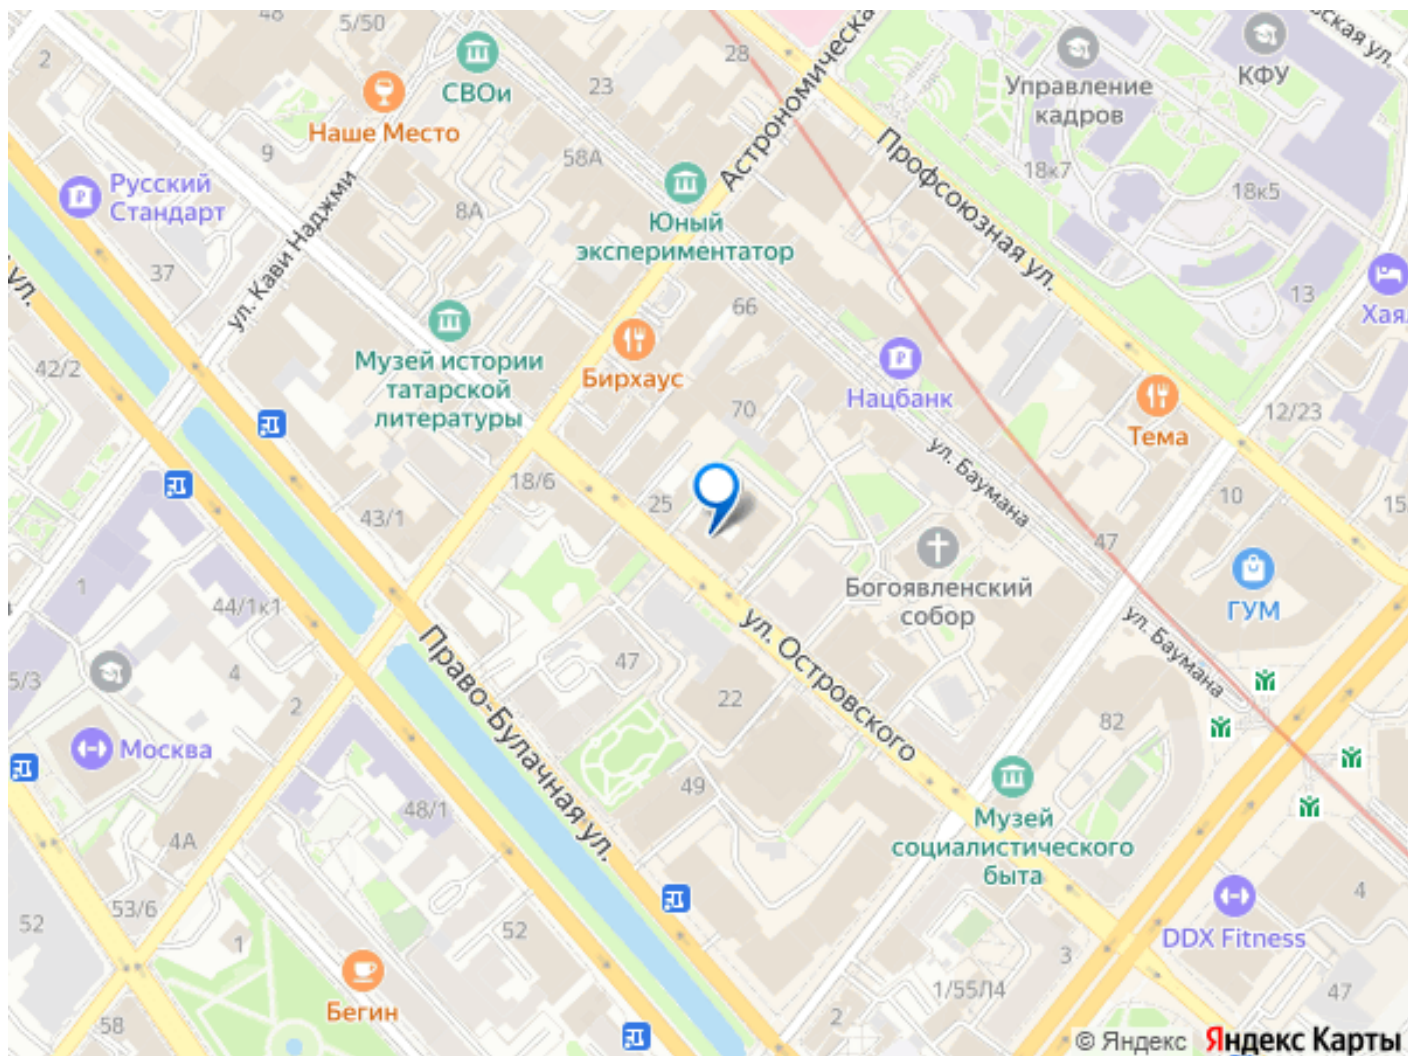 48
5/50
2
СВОи
23
28
Астрономическа
Управление
кадров
КФУ
ская ул.
Наше Место
9
58А
Профсоюзная ул.
18к7
18к5
Русский
Стандарт
8А
Юный
экспериментатор
ул. Кави Наджми
37
ул.
13
Хая
66
42/2
Музей истории
татарской
литературы
Бирхаус
Нацбанк
70
Тема
12/23
ул. Баумана
18/6
25
43/1
10
15
47
1
44/1к1
Богоявленский
собор
ГУМ
ул. Баумана
ул. Островского
Право-Булачная ул.
5/3
4
2
47
22
82
Москва
49
48/1
4А
Музей
социалистического
быта
4
53/6
52
1
52
DDX Fitness
3
Бегин
1/55Л4
47
58
2
© Яндекс Яндекс Карты